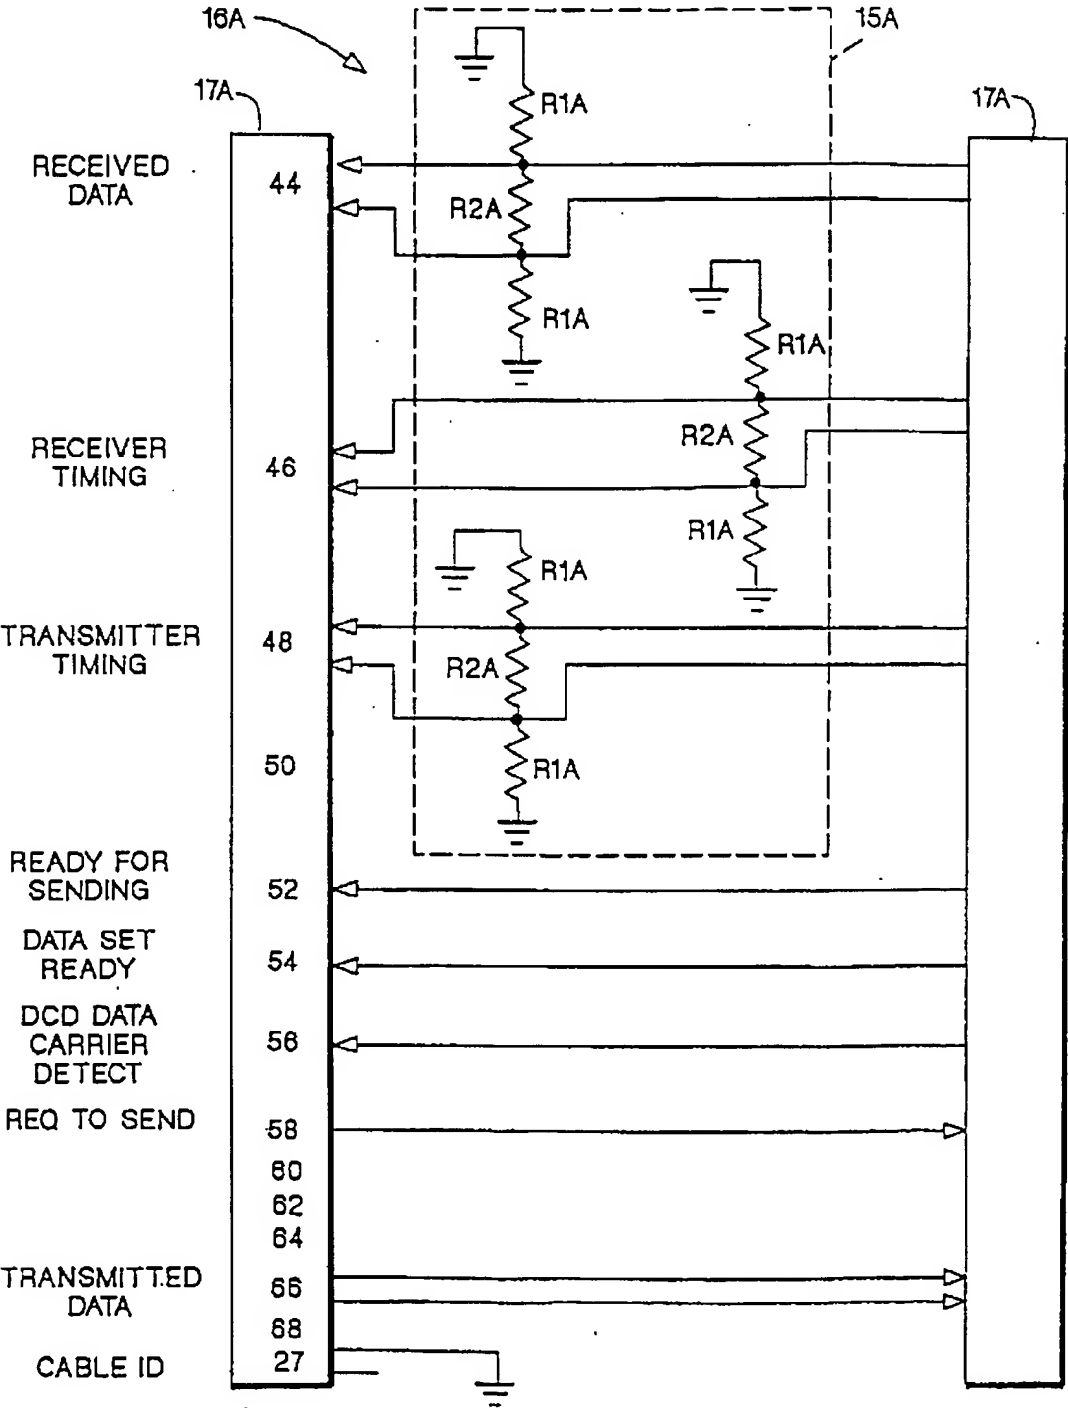 16A
15A
17A
17A
R1A
RECEIVED
DATA
44
R2A
R1A
R1A
RECEIVER
TIMING
46
R2A
R1A
R1A
TRANSMITTER
TIMING
48
R2A
50
R1A
READY FOR
SENDING
52
DATA SET
READY
54
DCD DATA
CARRIER
DETECT
56
REQ TO SEND
58
60
62
64
TRANSMITTED
DATA
66
68
CABLE ID
27